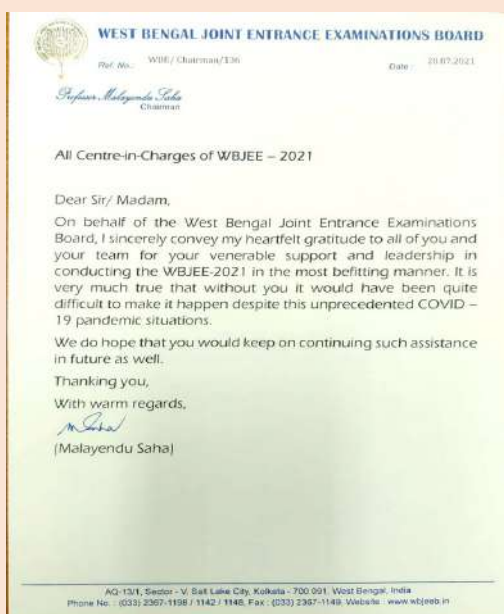 WEST BENGAL JOINT ENTRANCE EXAMINATIONS BOARD
Ref. No.: WBE/Chairman/136 Date : 20.07.2021
Professor Malayendu Saha
Chairman
All Centre-in-Charges of WBJEE – 2021
Dear Sir/ Madam,
On behalf of the West Bengal Joint Entrance Examinations
Board, I sincerely convey my heartfelt gratitude to all of you and
your team for your venerable support and leadership in
conducting the WBJEE-2021 in the most befitting manner. It is
very much true that without you it would have been quite
difficult to make it happen despite this unprecedented COVID –
19 pandemic situations.
We do hope that you would keep on continuing such assistance
in future as well.
Thanking you,
With warm regards,
(Malayendu Saha)
AQ-13/1, Sector - V, Salt Lake City, Kolkata - 700 091, West Bengal, India
Phone No. : (033) 2367-1198 / 1142 / 1148, Fax : (033) 2367-1149, Website : www.wbjeeb.in